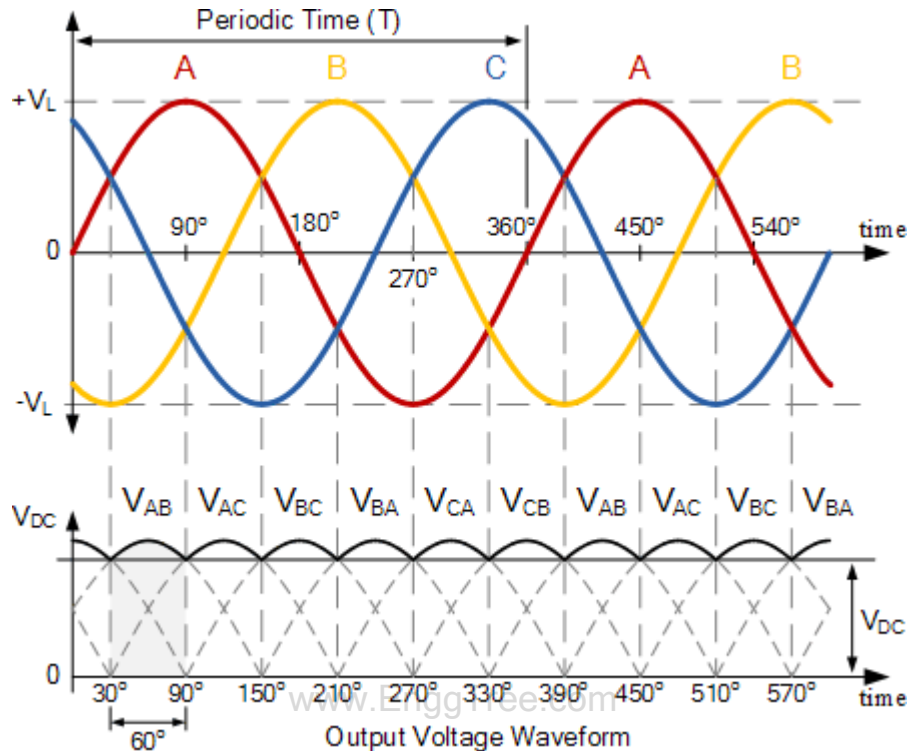 Periodic Time (T)
A B C A B
+VL
90° 180° 360° 450° 540° time
0
270°
-VL
VAB VAC VBC VBA VCA VCB VAB VAC VBC VBA
VDC
VDC
0
30° 90° 150° 210° 270° 330° 390° 450° 510° 570° time
www.EnggTree.com
60° Output Voltage Waveform